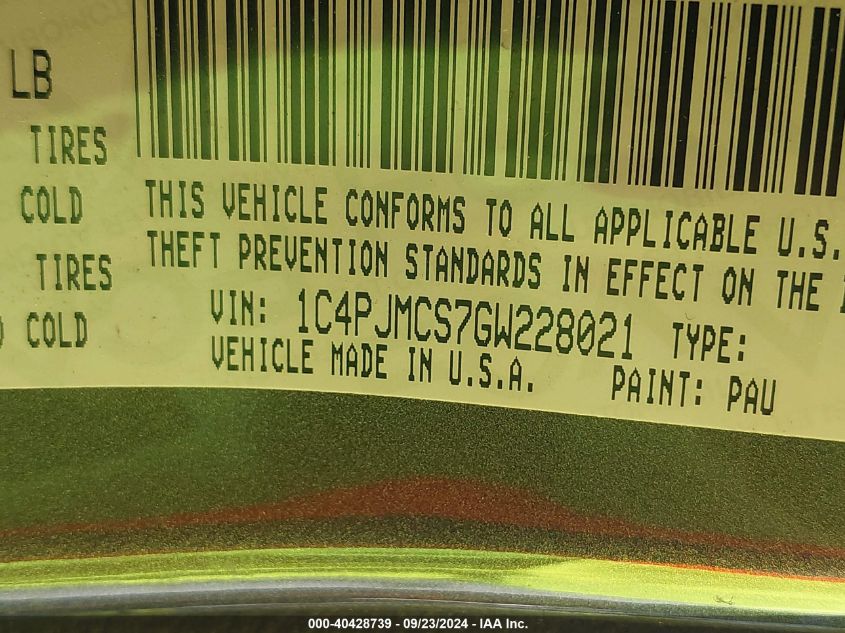 LB
TIRES
COLD
TIRES
COLD
THIS VEHICLE CONFORMS TO ALL APPLICABLE U.S.
THEFT PREVENTION STANDARDS IN EFFECT ON THE
VIN: 1C4PJMCS7GW228021 TYPE:
VEHICLE MADE IN U.S.A. PAINT: PAU
000-40428739 - 09/23/2024 - IAA Inc.